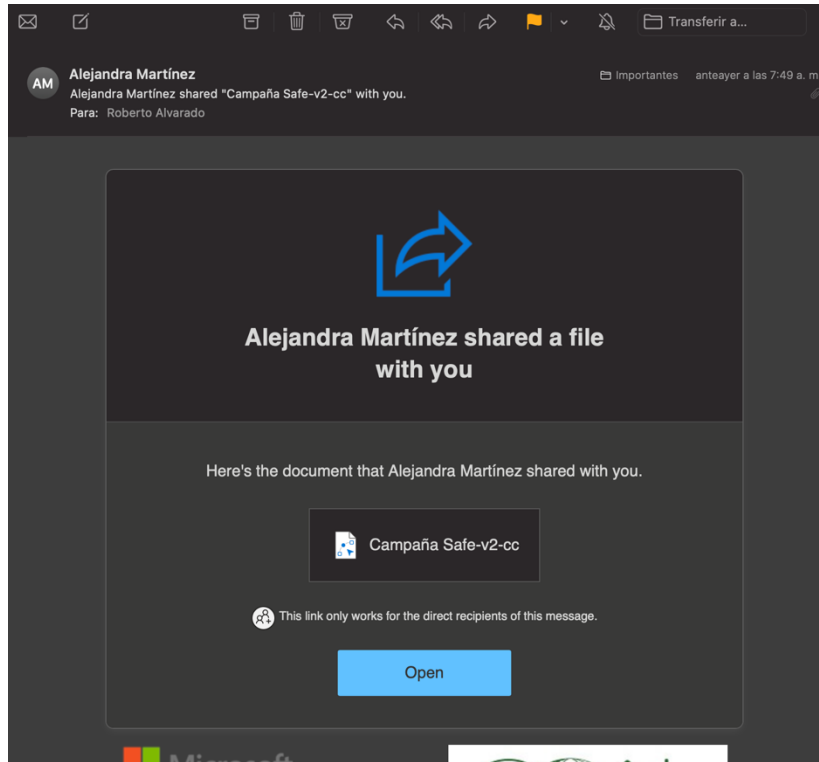 Transferir a...
AM
Alejandra Martínez
Importantes
anteayer a las 7:49 a. m
Alejandra Martínez shared "Campaña Safe-v2-cc" with you.
Para: Roberto Alvarado
Alejandra Martínez shared a file
with you
Here's the document that Alejandra Martínez shared with you.
Campaña Safe-v2-cc
This link only works for the direct recipients of this message.
Open
Microsoft